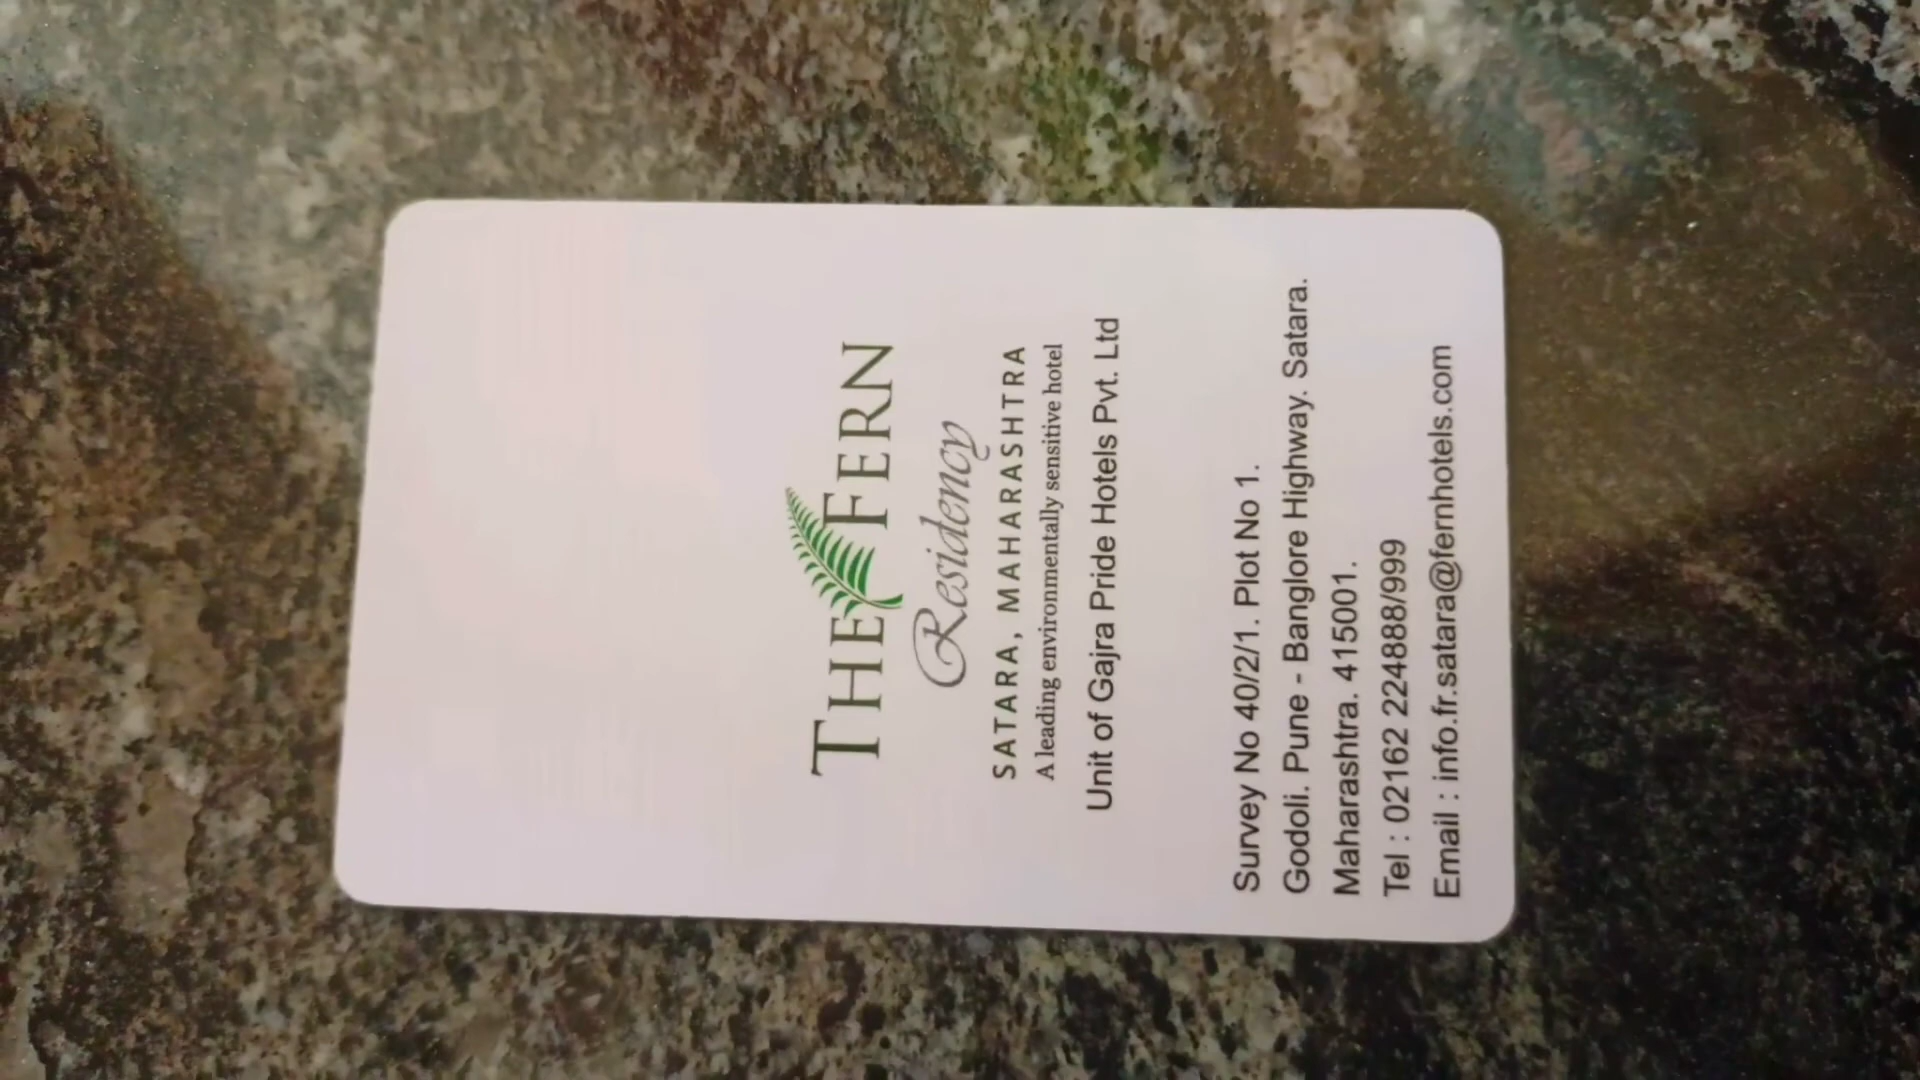 THE FERN
Residency
SATARA, MAHARASHTRA
A leading environmentally sensitive hotel
Unit of Gajra Pride Hotels Pvt. Ltd
Survey No 40/2/1. Plot No 1.
Godoli. Pune - Banglore Highway. Satara.
Maharashtra. 415001.
Tel : 02162 224888/999
Email : info.fr.satara@fernhotels.com